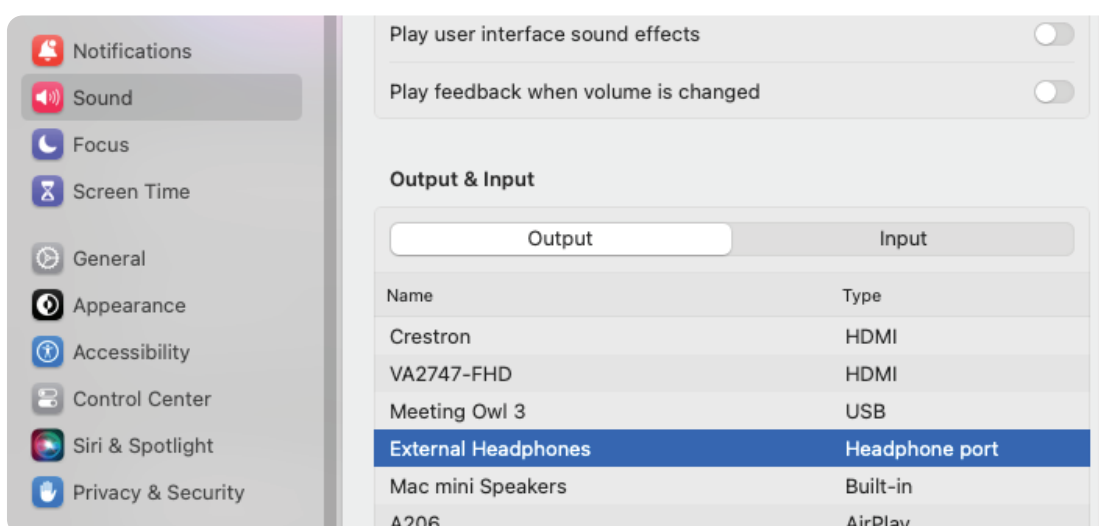 Notifications
Sound
Focus
Screen Time
General
Appearance
Accessibility
Control Center
Siri & Spotlight
Privacy & Security
Play user interface sound effects
Play feedback when volume is changed
Output & Input
Output Input
Name Type
Crestron HDMI
VA2747-FHD HDMI
Meeting Owl 3 USB
External Headphones Headphone port
Mac mini Speakers Built-in
A206 AirPlay